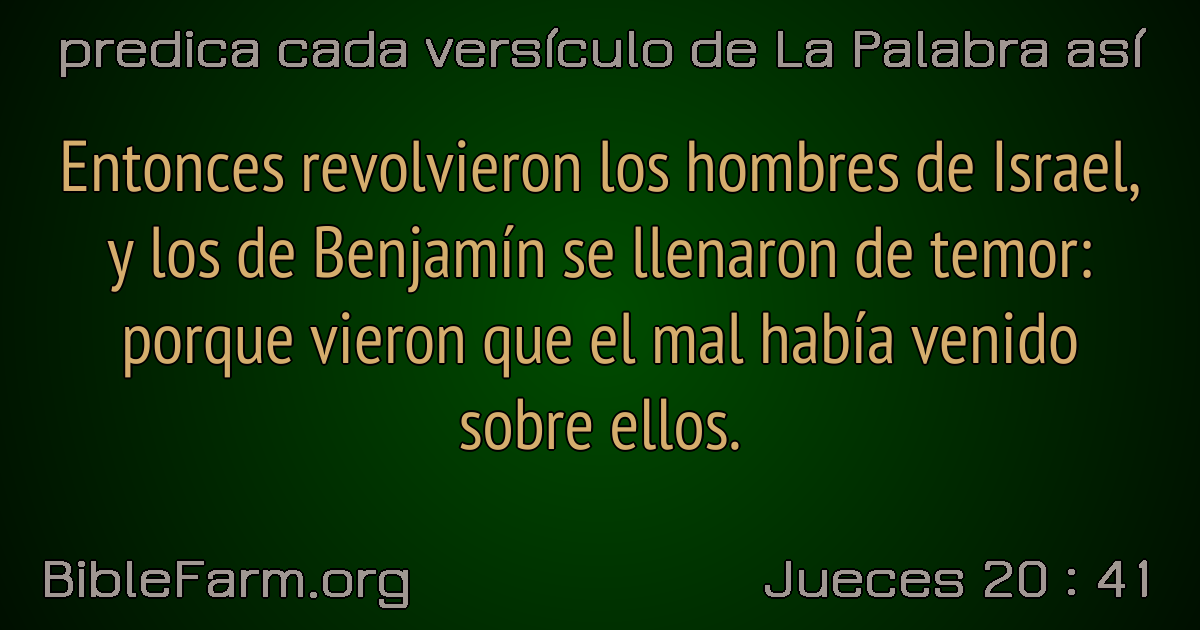 predica cada versículo de La Palabra así
Entonces revolvieron los hombres de Israel,
y los de Benjamín se llenaron de temor:
porque vieron que el mal había venido
sobre ellos.
BibleFarm.org
Jueces 20 : 41